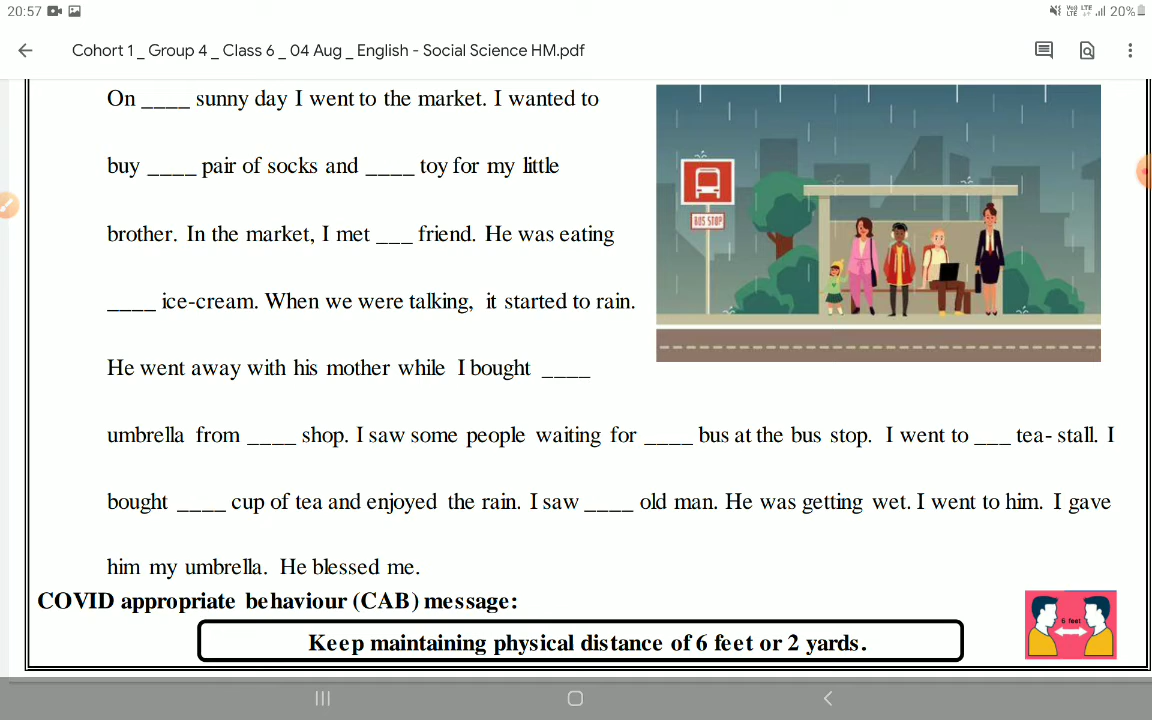 20:57
Vo)) LTE LTE 20%
Cohort 1 _ Group 4 _ Class 6 _ 04 Aug _ English - Social Science HM.pdf
On ____ sunny day I went to the market. I wanted to
buy ____ pair of socks and ____ toy for my little
brother. In the market, I met ___ friend. He was eating
____ ice-cream. When we were talking, it started to rain.
He went away with his mother while I bought ____
umbrella from ____ shop. I saw some people waiting for ____ bus at the bus stop. I went to ___ tea- stall. I
bought ____ cup of tea and enjoyed the rain. I saw ____ old man. He was getting wet. I went to him. I gave
him my umbrella. He blessed me.
BUS STOP
COVID appropriate behaviour (CAB) message:
Keep maintaining physical distance of 6 feet or 2 yards.
6 feet